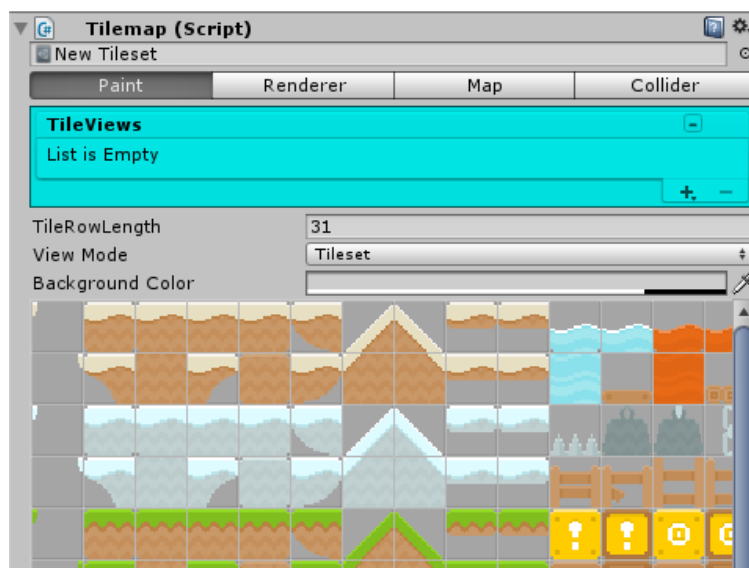 Tilemap (Script)
New Tileset
Paint Renderer Map Collider
TileViews
List is Empty
TileRowLength 31
View Mode Tileset
Background Color